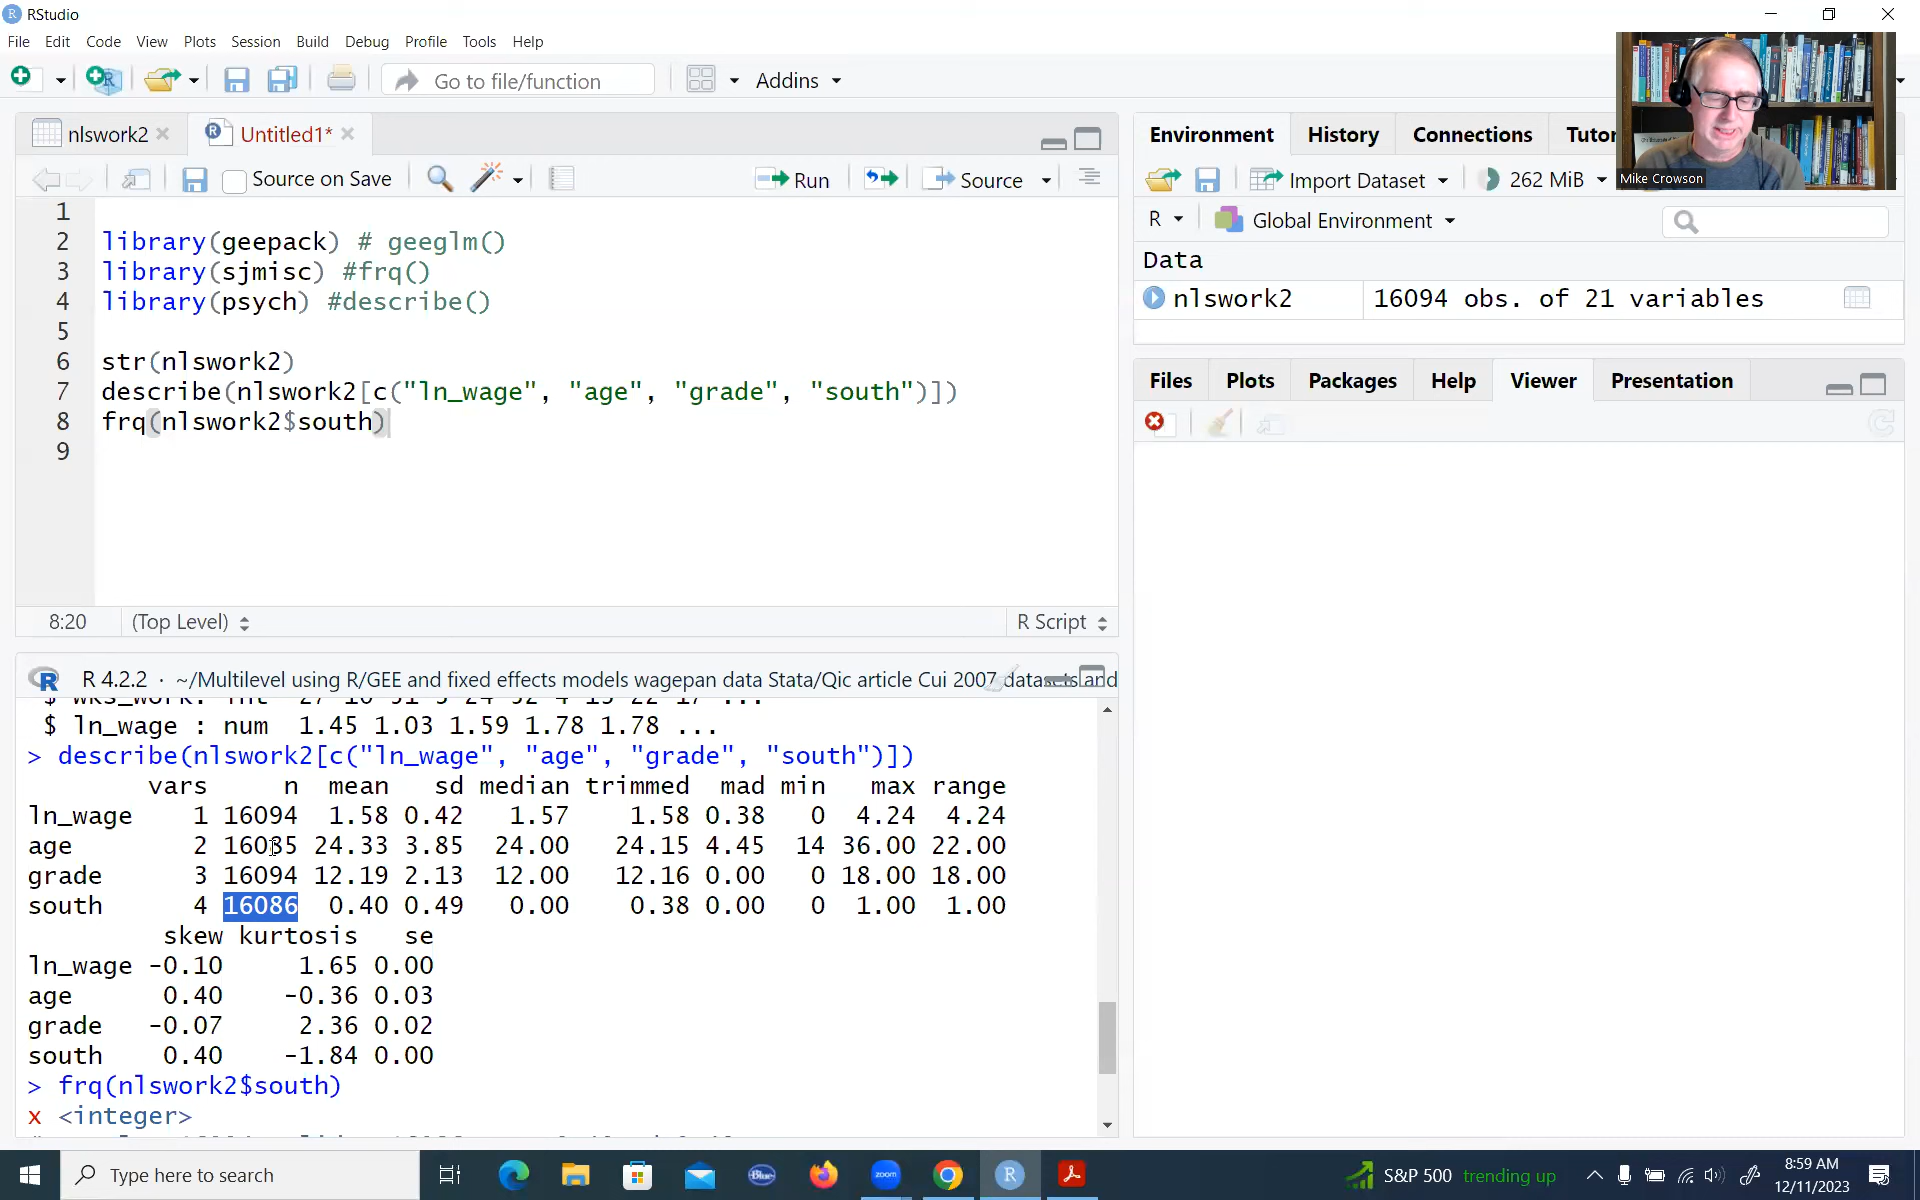 RStudio
File Edit Code View Plots Session Build Debug Profile Tools Help
Go to file/function Addins
nlswork2 Untitled1*
Source on Save Run Source
1
2 library(geepack) # geeglm()
3 library(sjmisc) #frq()
4 library(psych) #describe()
5
6 str(nlswork2)
7 describe(nlswork2[c("ln_wage", "age", "grade", "south")])
8 frq(nlswork2$south)
9
8:20 (Top Level) R Script
R 4.2.2 · ~/Multilevel using R/GEE and fixed effects models wagepan data Stata/Qic article Cui 2007 datasets and
$ ln_wage : num 1.45 1.03 1.59 1.78 1.78 ...
> describe(nlswork2[c("ln_wage", "age", "grade", "south")])
vars n mean sd median trimmed mad min max range
ln_wage 1 16094 1.58 0.42 1.57 1.58 0.38 0 4.24 4.24
age 2 16035 24.33 3.85 24.00 24.15 4.45 14 36.00 22.00
grade 3 16094 12.19 2.13 12.00 12.16 0.00 0 18.00 18.00
south 4 16086 0.40 0.49 0.00 0.38 0.00 0 1.00 1.00
skew kurtosis se
ln_wage -0.10 1.65 0.00
age 0.40 -0.36 0.03
grade -0.07 2.36 0.02
south 0.40 -1.84 0.00
> frq(nlswork2$south)
x <integer>
Environment History Connections Tutor
Import Dataset 262 MiB
R Global Environment
Data
nlswork2 16094 obs. of 21 variables
Files Plots Packages Help Viewer Presentation
Mike Crowson
Type here to search
Blue
zoom
S&P 500 trending up
8:59 AM
12/11/2023